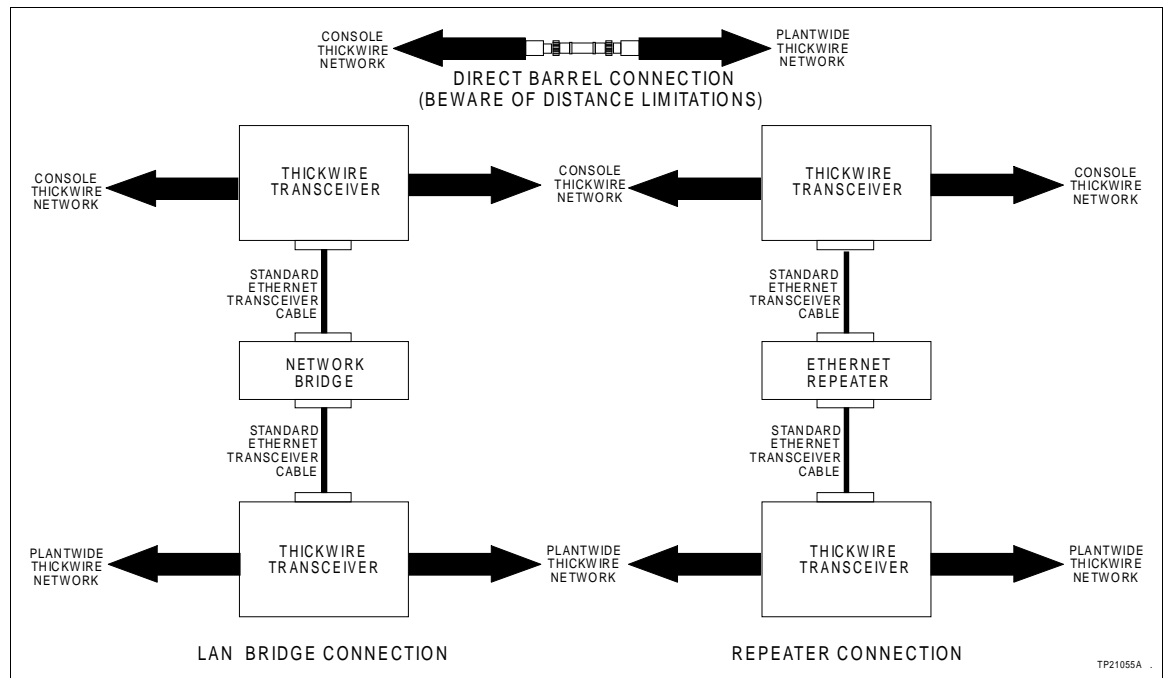 CONSOLE
THICKWIRE
NETWORK
PLANTWIDE
THICKWIRE
NETWORK
DIRECT BARREL CONNECTION
(BEWARE OF DISTANCE LIMITATIONS)
CONSOLE
THICKWIRE
NETWORK
THICKWIRE
TRANSCEIVER
CONSOLE
THICKWIRE
NETWORK
THICKWIRE
TRANSCEIVER
CONSOLE
THICKWIRE
NETWORK
STANDARD
ETHERNET
TRANSCEIVER
CABLE
STANDARD
ETHERNET
TRANSCEIVER
CABLE
NETWORK
BRIDGE
ETHERNET
REPEATER
STANDARD
ETHERNET
TRANSCEIVER
CABLE
STANDARD
ETHERNET
TRANSCEIVER
CABLE
PLANTWIDE
THICKWIRE
NETWORK
THICKWIRE
TRANSCEIVER
PLANTWIDE
THICKWIRE
NETWORK
THICKWIRE
TRANSCEIVER
PLANTWIDE
THICKWIRE
NETWORK
LAN BRIDGE CONNECTION
REPEATER CONNECTION
TP21055A .